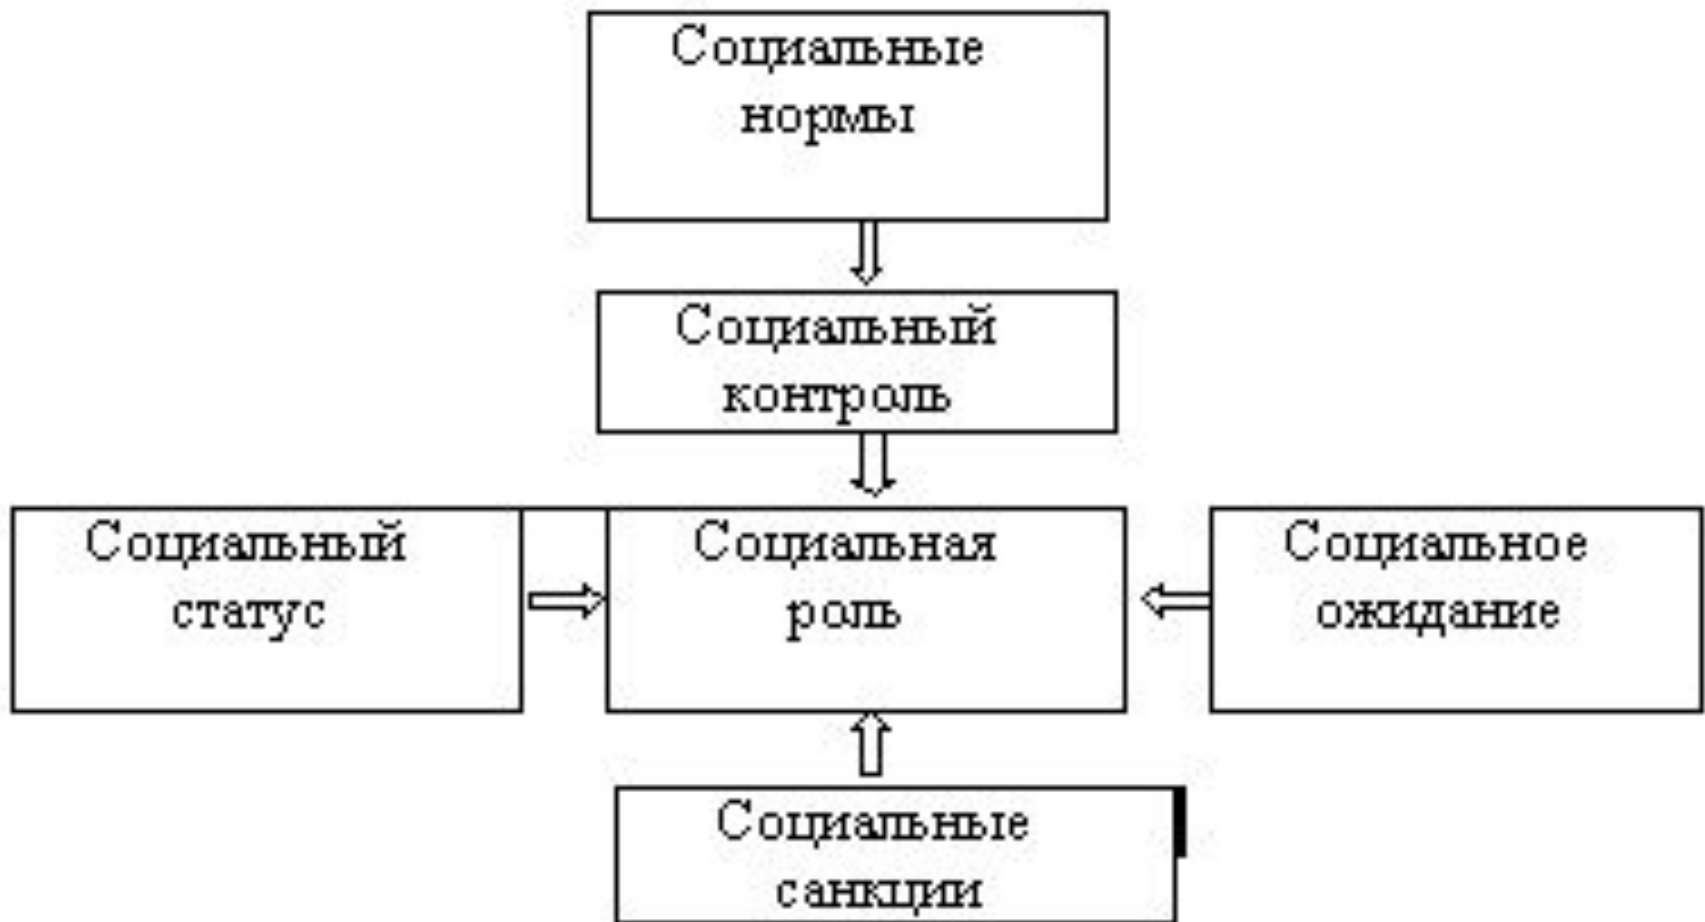 Социальные
нормы
Социальный
контроль
Социальный
статус
Социальная
роль
Социальное
ожидание
Социальные
санкции